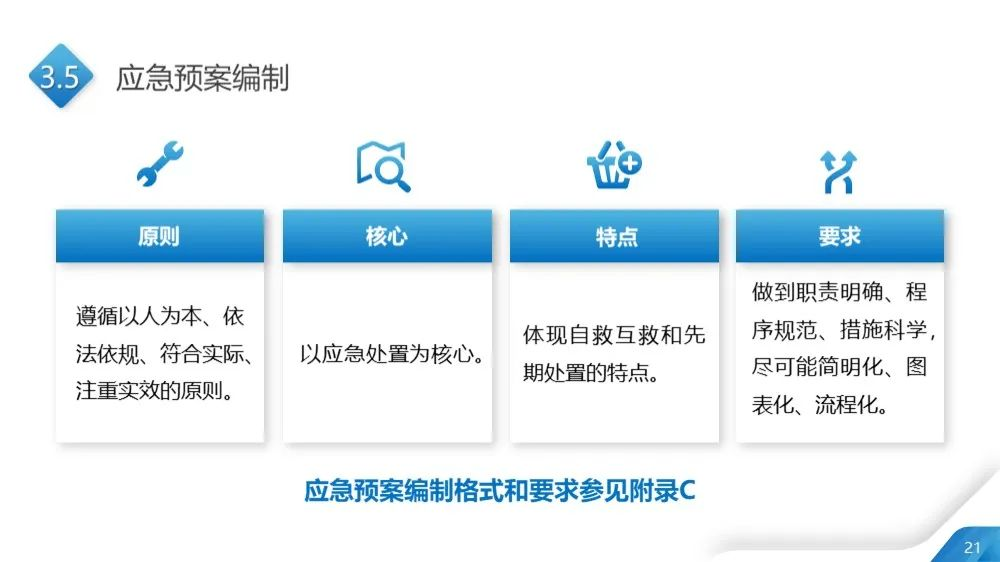 3.5 应急预案编制
原则
遵循以人为本、依
法依规、符合实际、
注重实效的原则。
核心
以应急处置为核心。
特点
体现自救互救和先
期处置的特点。
要求
做到职责明确、程
序规范、措施科学,
尽可能简明化、图
表化、流程化。
应急预案编制格式和要求参见附录C
21